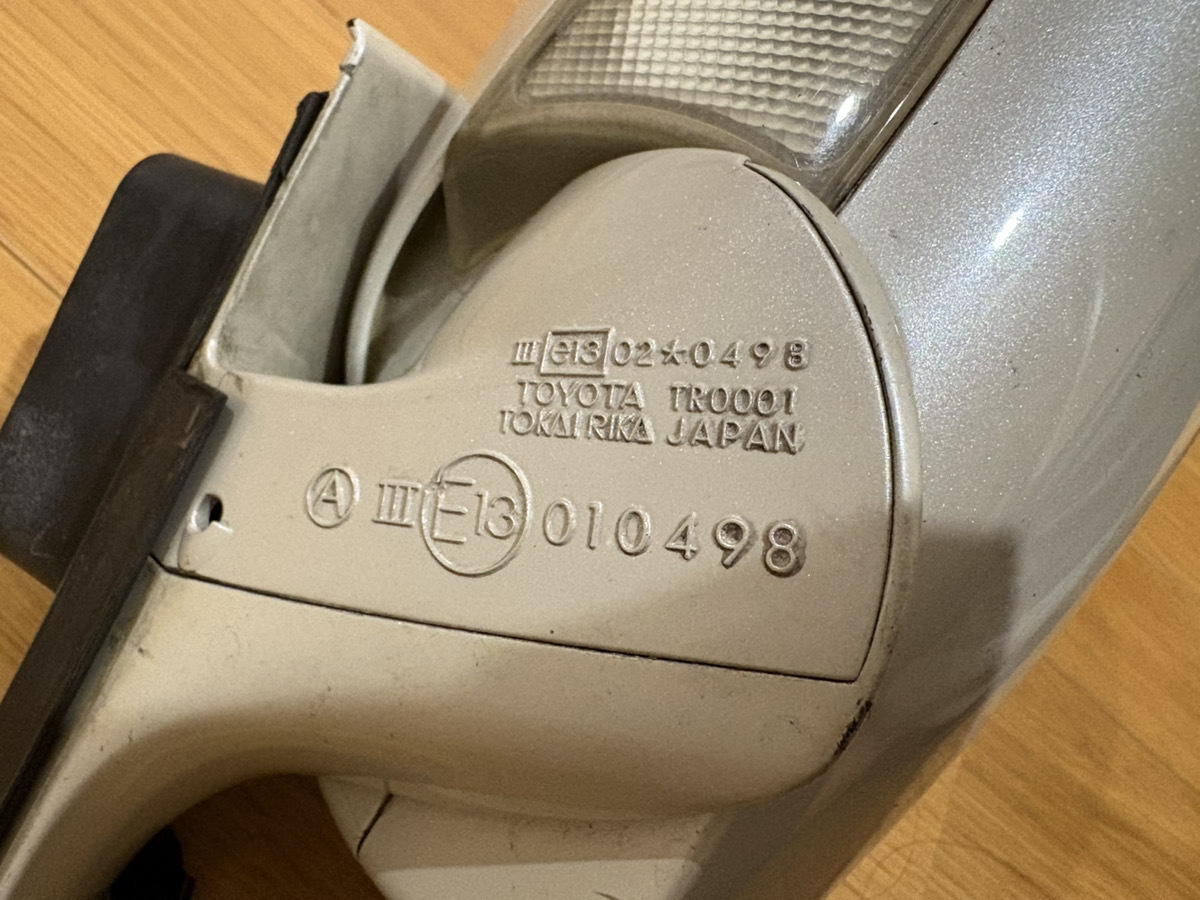 III e13 02★0498
TOYOTA TR0001
TOKAI RIKA JAPAN
A III E13 010498